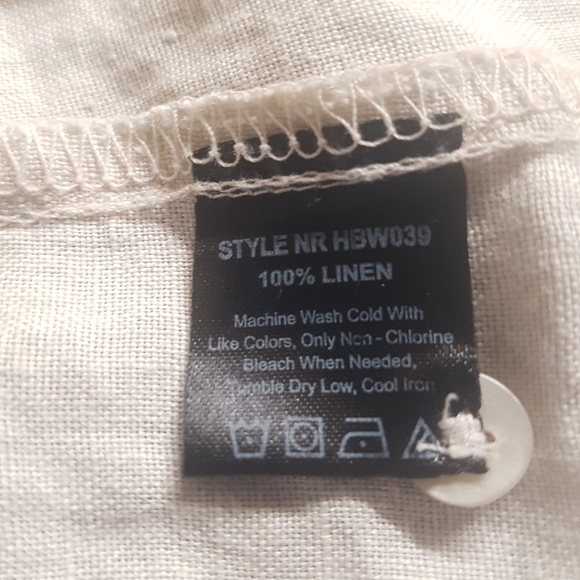 STYLE NR HBW039
100% LINEN
Machine Wash Cold With
Like Colors, Only Non - Chlorine
Bleach When Needed,
Tumble Dry Low, Cool Iron